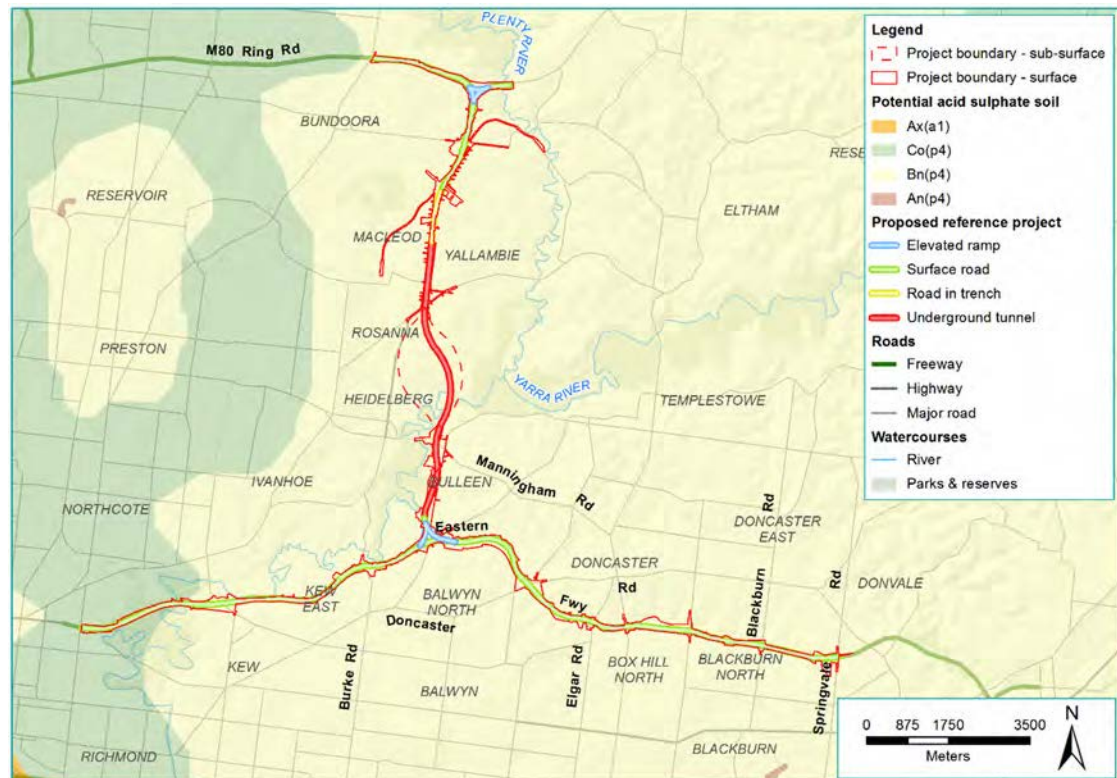 PLENTY RIVER
M80 Ring Rd
BUNDOORA
RESERVOIR
RESE
ELTHAM
MACLEOD
YALLAMBIE
ROSANNA
PRESTON
YARRA RIVER
HEIDELBERG
TEMPLESTOWE
IVANHOE
BULLEEN
Manningham Rd
NORTHCOTE
Eastern
DONCASTER
EAST
Rd
DONCASTER
Rd
Rd
DONVALE
KEW
EAST
BALWYN
NORTH
Fwy
Doncaster
Blackburn
KEW
Burke Rd
Elgar Rd
BOX HILL
NORTH
BLACKBURN
NORTH
BALWYN
Springvale
RICHMOND
BLACKBURN
Legend
Project boundary - sub-surface
Project boundary - surface
Potential acid sulphate soil
Ax(a1)
Co(p4)
Bn(p4)
An(p4)
Proposed reference project
Elevated ramp
Surface road
Road in trench
Underground tunnel
Roads
Freeway
Highway
Major road
Watercourses
River
Parks & reserves
0 875 1750 3500
Meters
N